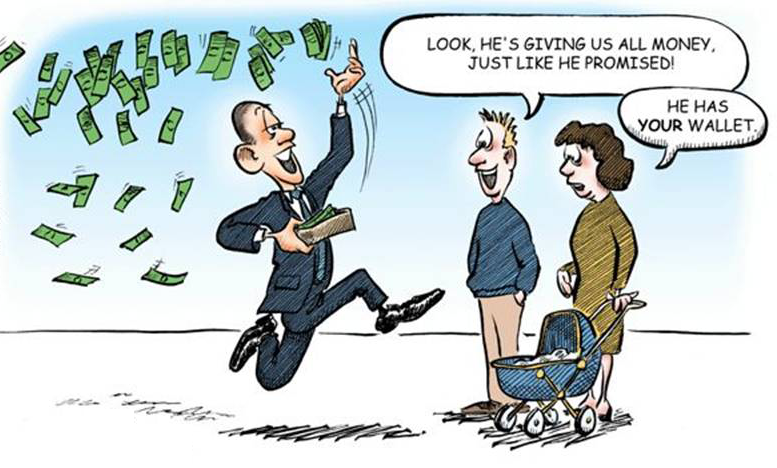 LOOK, HE'S GIVING US ALL MONEY,
JUST LIKE HE PROMISED!
HE HAS
YOUR WALLET.